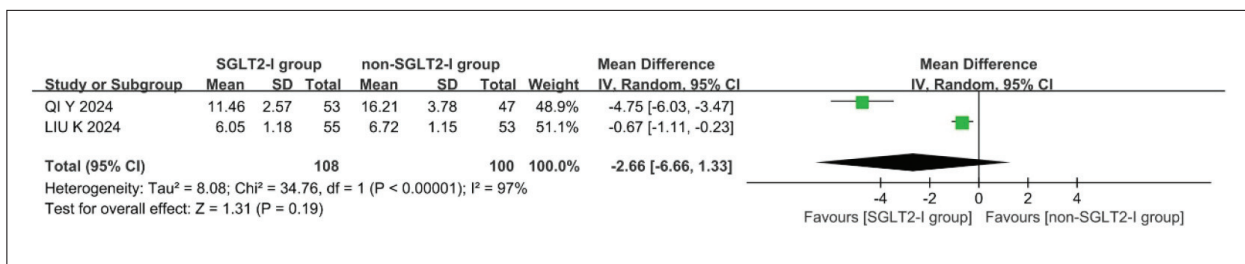 SGLT2-I group non-SGLT2-I group Mean Difference Mean Difference
Study or Subgroup Mean SD Total Mean SD Total Weight IV. Random. 95% CI IV. Random. 95% CI
QI Y 2024 11.46 2.57 53 16.21 3.78 47 48.9% -4.75 [-6.03, -3.47]
LIU K 2024 6.05 1.18 55 6.72 1.15 53 51.1% -0.67 [-1.11, -0.23]
Total (95% CI) 108 100 100.0% -2.66 [-6.66, 1.33]
Heterogeneity: Tau² = 8.08; Chi² = 34.76, df = 1 (P < 0.00001); I² = 97%
Test for overall effect: Z = 1.31 (P = 0.19)
-4 -2 0 2 4
Favours [SGLT2-I group] Favours [non-SGLT2-I group]